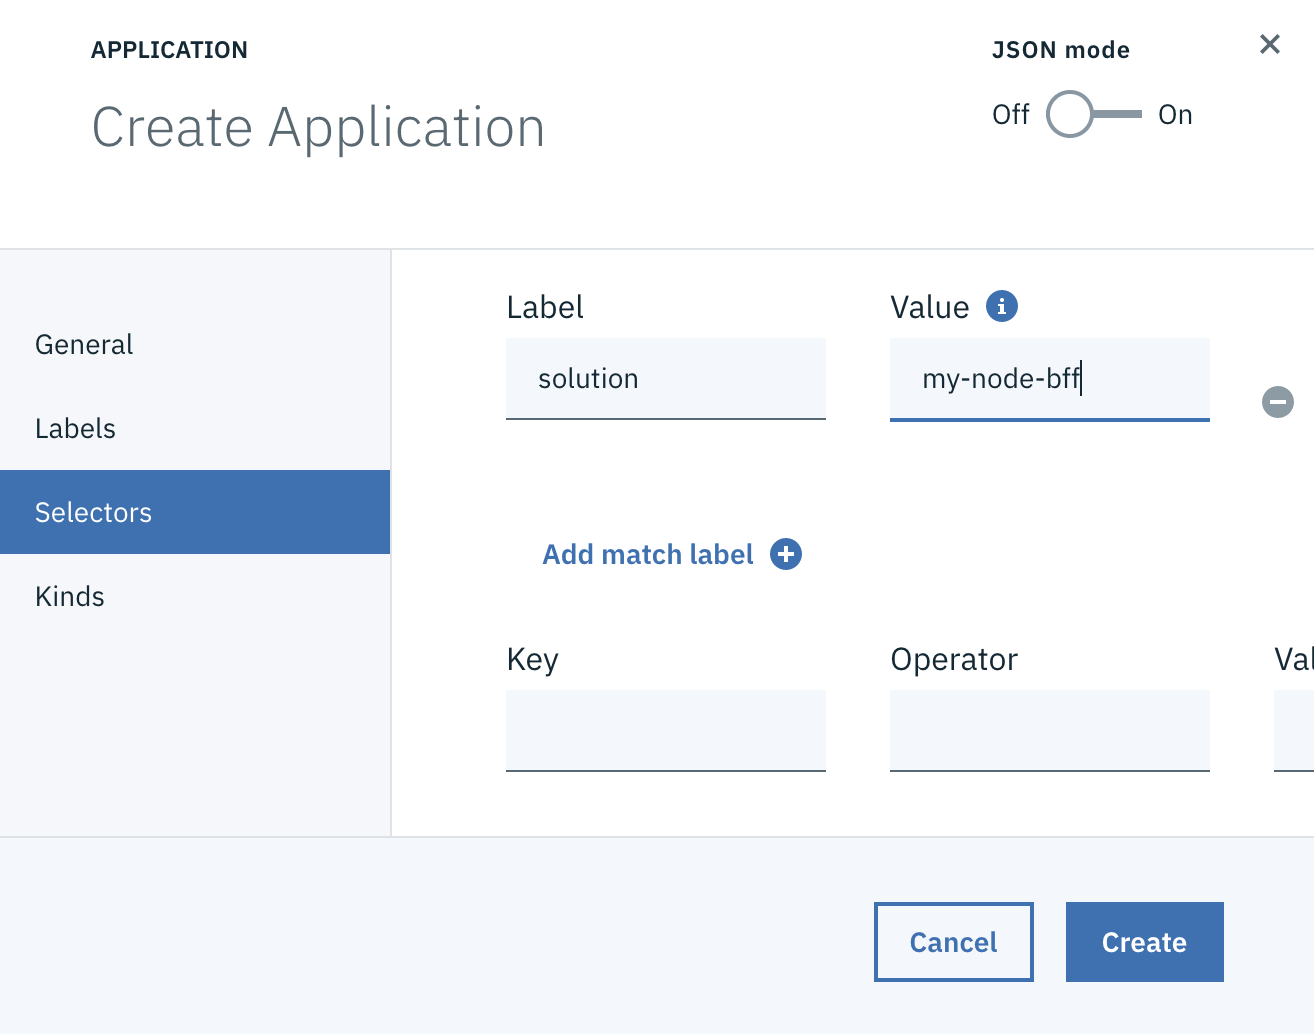 APPLICATION
JSON mode
Create Application
Off On
General
Labels
Selectors
Kinds
Label Value
solution my-node-bff
Add match label
Key Operator Val
Cancel Create